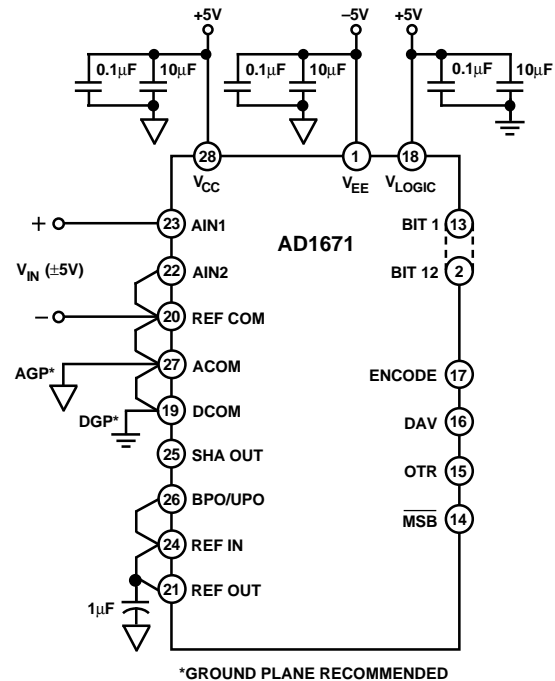 +5V
–5V
+5V
0.1µF
10µF
0.1µF
10µF
0.1µF
10µF
28
1
18
VCC
VEE
VLOGIC
+
23
AIN1
AD1671
BIT 1
13
VIN (±5V)
22
AIN2
BIT 12
2
–
20
REF COM
AGP*
27
ACOM
ENCODE
17
DGP*
19
DCOM
DAV
16
25
SHA OUT
OTR
15
26
BPO/UPO
MSB
14
24
REF IN
21
REF OUT
1µF
*GROUND PLANE RECOMMENDED